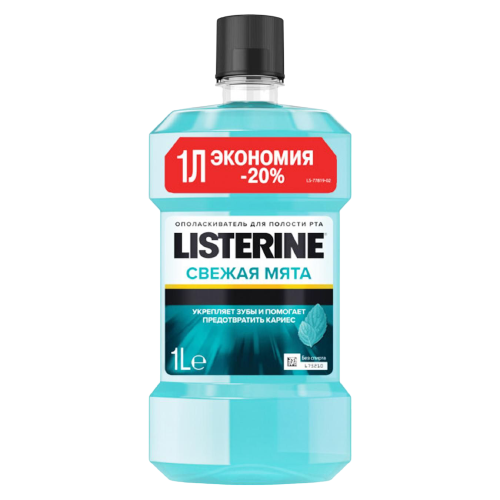 1Л ЭКОНОМИЯ
-20%
ОПОЛАСКИВАТЕЛЬ ДЛЯ ПОЛОСТИ РТА
LISTERINE
СВЕЖАЯ МЯТА
УКРЕПЛЯЕТ ЗУБЫ И ПОМОГАЕТ
ПРЕДОТВРАТИТЬ КАРИЕС
1L℮
Без спирта